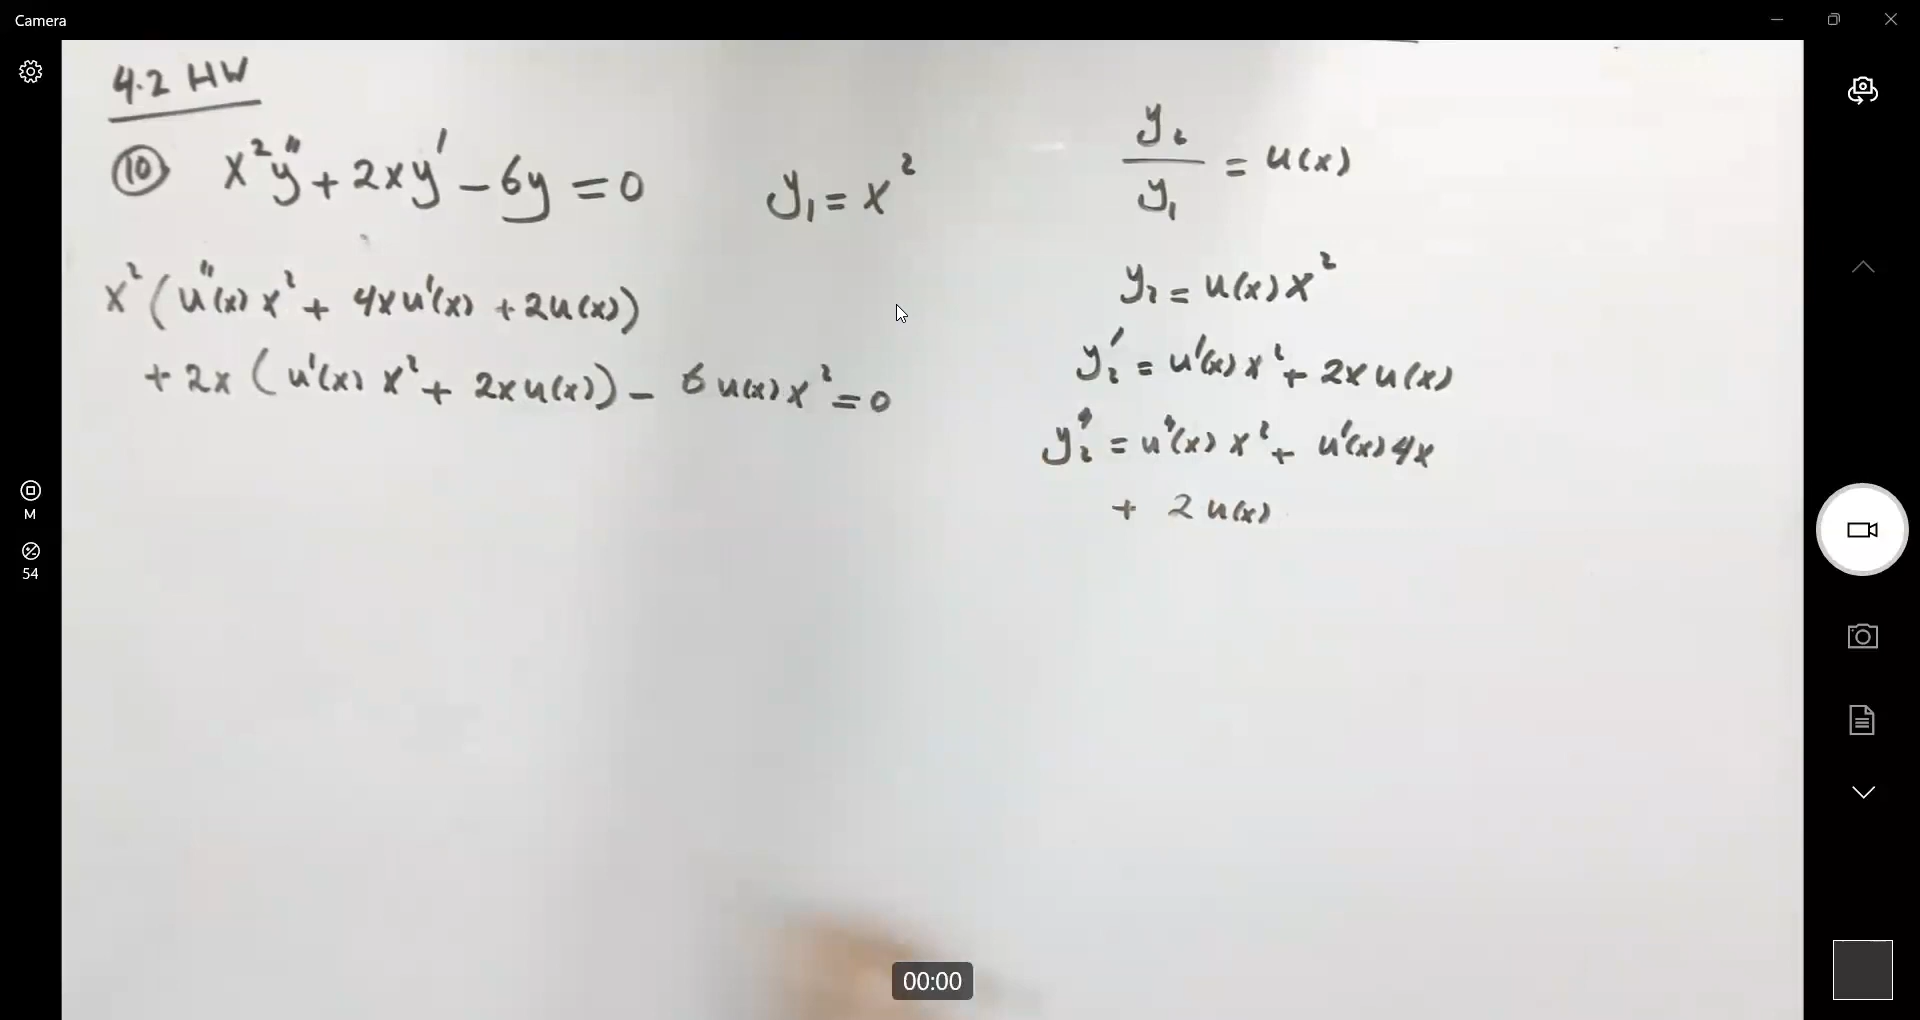 Camera
4.2 HW
⑩ x²y" + 2xy' - 6y = 0
y₁ = x²
x²(u"(x)x² + 4xu'(x) + 2u(x))
+ 2x(u'(x)x² + 2xu(x)) - 6u(x)x² = 0
y₂/y₁ = u(x)
y₂ = u(x)x²
y₂' = u'(x)x² + 2xu(x)
y₂" = u"(x)x² + u'(x)4x
+ 2u(x)
M
54
00:00